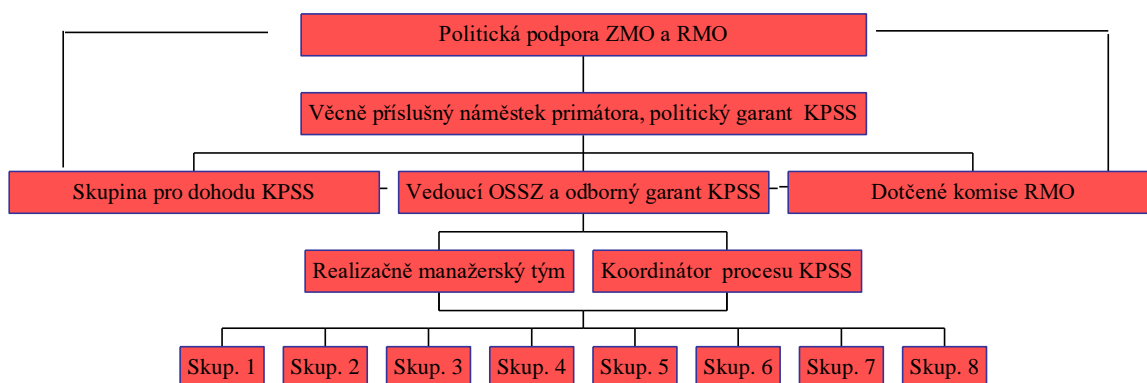 Politická podpora ZMO a RMO
Věcně příslušný náměstek primátora, politický garant  KPSS
Skupina pro dohodu KPSS
Vedoucí OSSZ a odborný garant KPSS
Dotčené komise RMO
Realizačně manažerský tým
Koordinátor procesu KPSS
Skup. 1
Skup. 2
Skup. 3
Skup. 4
Skup. 5
Skup. 6
Skup. 7
Skup. 8